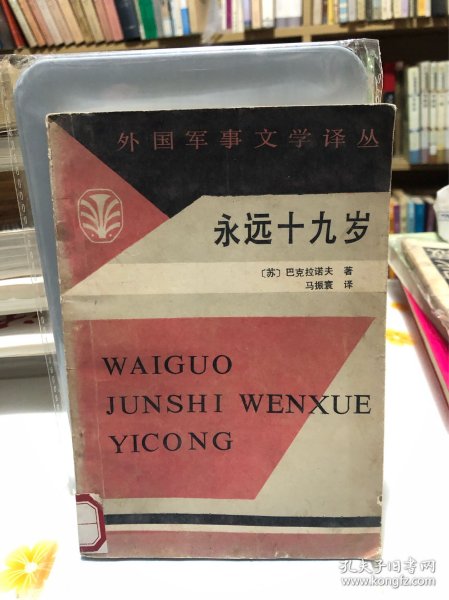 外国军事文学译丛
永远十九岁
〔苏〕巴克拉诺夫 著
马振寰 译
WAIGUO
JUNSHI WENXUE
YICONG
孔夫子旧书网
www.kongfz.com